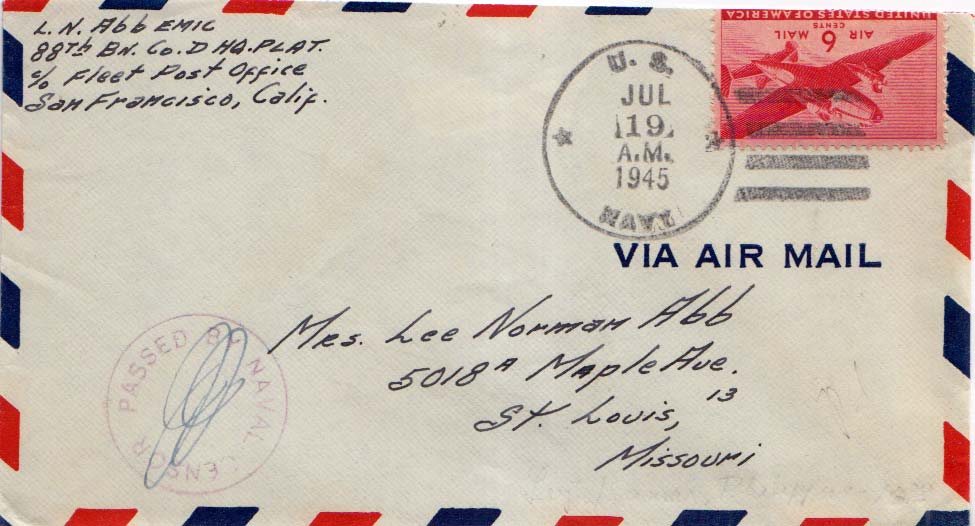 L.N. Abb EMIC
88th BN. Co. D HQ. PLAT.
c/o Fleet Post Office
San Francisco, Calif.
UNITED STATES OF AMERICA
AIR MAIL
6
CENTS
U. S.
JUL
19
A.M.
1945
NAVY
VIA AIR MAIL
Mrs. Lee Norman Abb
5018A Maple Ave.
St. Louis, 13
Missouri
PASSED BY NAVAL CENSOR